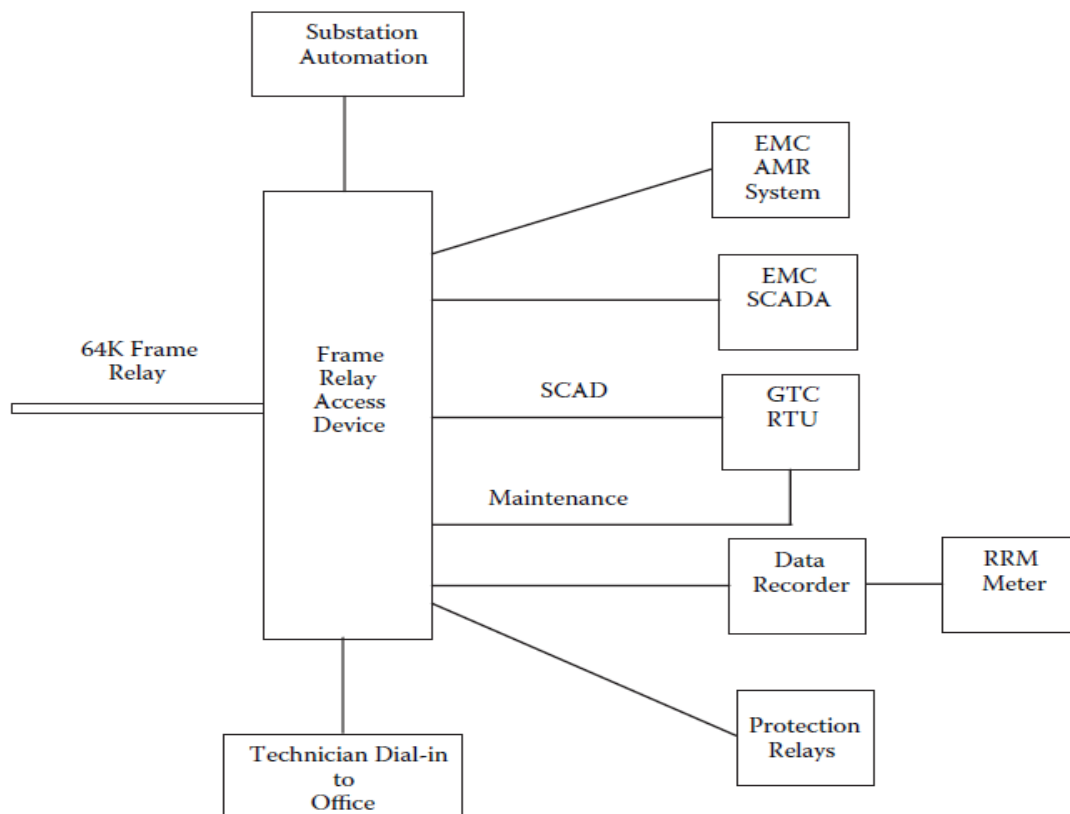 Substation
Automation
EMC
AMR
System
EMC
SCADA
64K Frame
Relay
Frame
Relay
Access
Device
SCAD
GTC
RTU
Maintenance
Data
Recorder
RRM
Meter
Protection
Relays
Technician Dial-in
to
Office